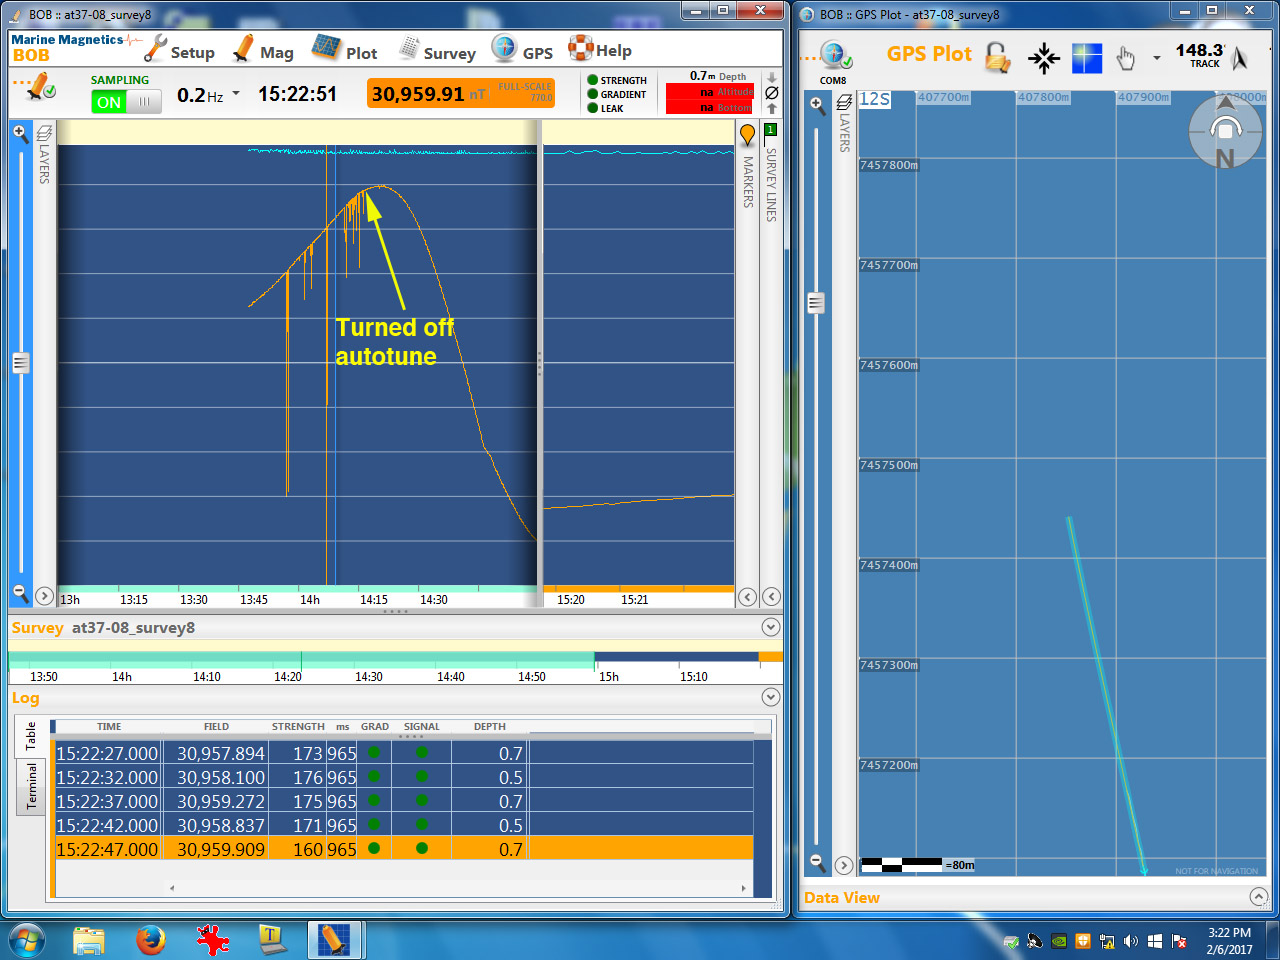 BOB :: at37-08_survey8
Marine Magnetics
BOB
Setup
Mag
Plot
Survey
GPS
Help
SAMPLING
ON
0.2 Hz
15:22:51
30,959.91 nT
FULL-SCALE
770.0
STRENGTH
GRADIENT
LEAK
0.7 m Depth
na Altitude
na Bottom
LAYERS
Turned off
autotune
MARKERS
1
SURVEY LINES
13h 13:15 13:30 13:45 14h 14:15 14:30 15:20 15:21
Survey at37-08_survey8
13:50 14h 14:10 14:20 14:30 14:40 14:50 15h 15:10
Log
Table
Terminal
TIME FIELD STRENGTH ms GRAD SIGNAL DEPTH
15:22:27.000 30,957.894 173 965 0.7
15:22:32.000 30,958.100 176 965 0.5
15:22:37.000 30,959.272 175 965 0.7
15:22:42.000 30,958.837 171 965 0.5
15:22:47.000 30,959.909 160 965 0.7
BOB :: GPS Plot - at37-08_survey8
COM8
GPS Plot
148.3°
TRACK
LAYERS
12S 407700m 407800m 407900m
N
7457800m
7457700m
7457600m
7457500m
7457400m
7457300m
7457200m
=80m
NOT FOR NAVIGATION
Data View
3:22 PM
2/6/2017